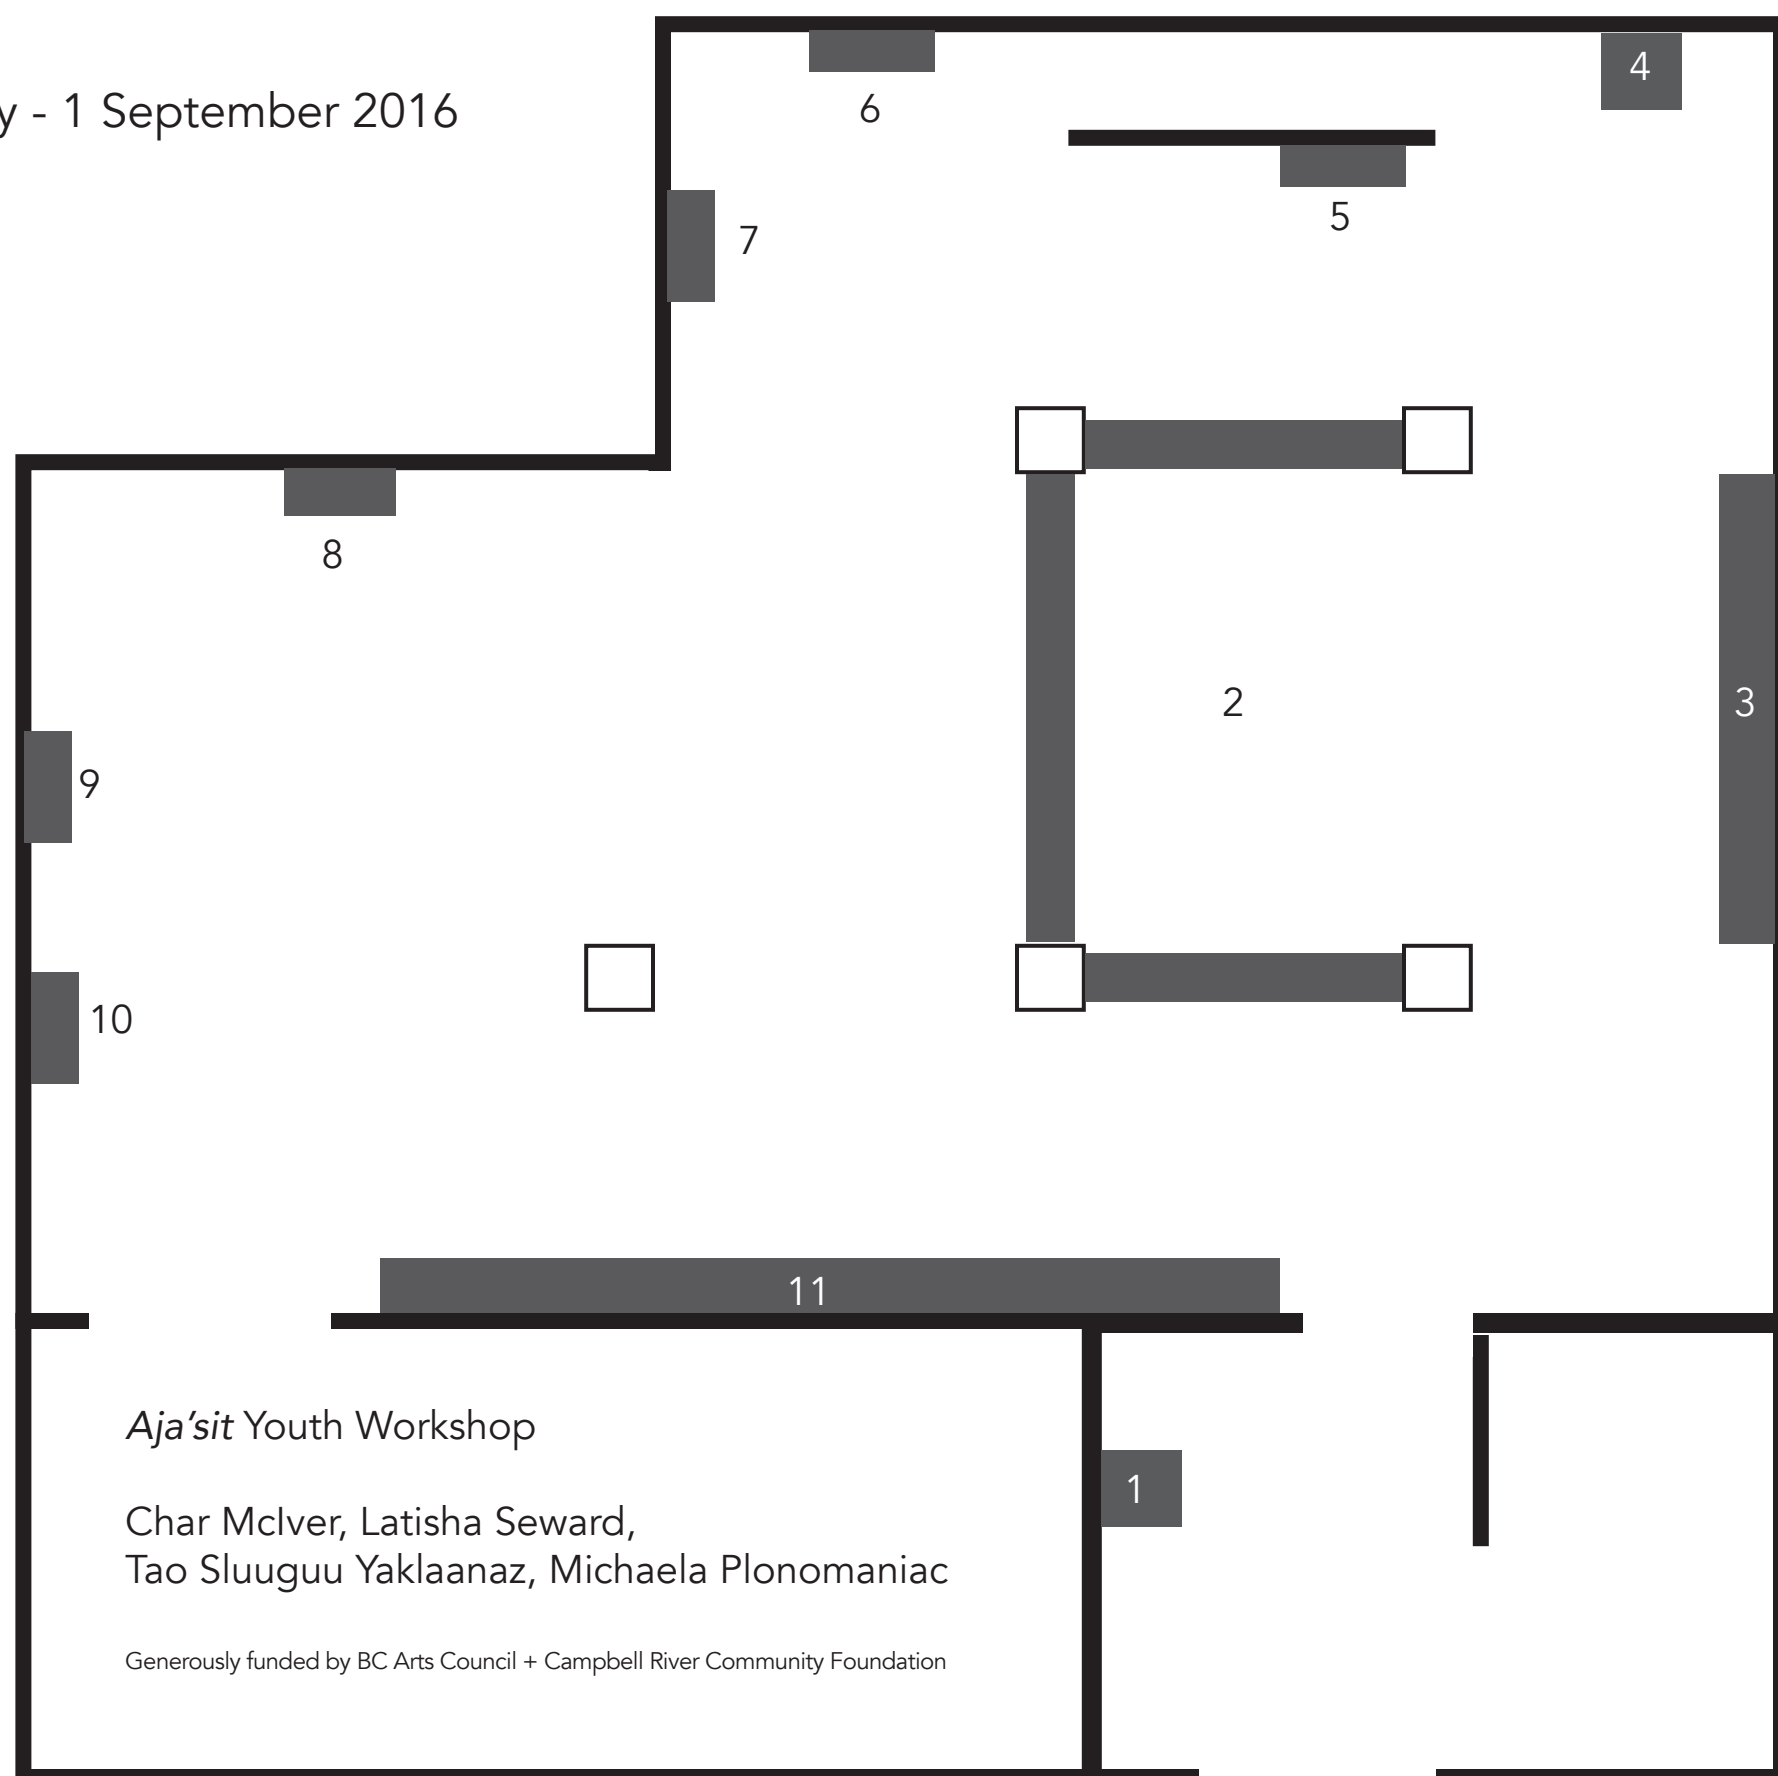 y - 1 September 2016
6
4
5
7
8
2
3
9
10
11
Aja'sit Youth Workshop
1
Char McIver, Latisha Seward,
Tao Sluuguu Yaklaanaz, Michaela Plonomaniac
Generously funded by BC Arts Council + Campbell River Community Foundation